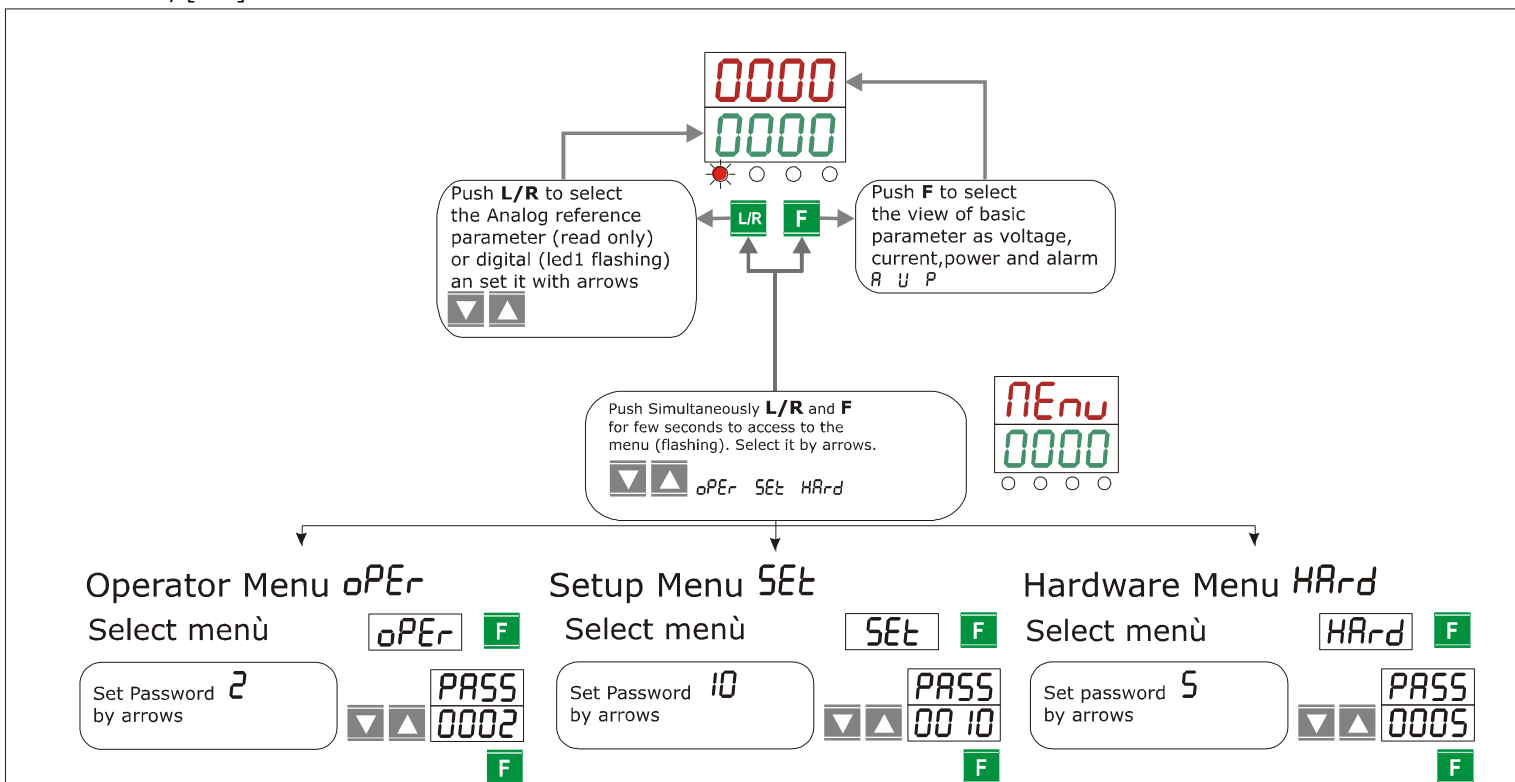 0000
0000
Push L/R to select
the Analog reference
parameter (read only)
or digital (led1 flashing)
an set it with arrows
L/R
F
Push F to select
the view of basic
parameter as voltage,
current,power and alarm
A U P
Push Simultaneously L/R and F
for few seconds to access to the
menu (flashing). Select it by arrows.
oPEr SEt HArd
MEnu
0000
Operator Menu oPEr
Select menù
oPEr
F
Set Password 2
by arrows
PASS
0002
F
Setup Menu SEt
Select menù
SEt
F
Set Password 10
by arrows
PASS
0010
F
Hardware Menu HArd
Select menù
HArd
F
Set password 5
by arrows
PASS
0005
F